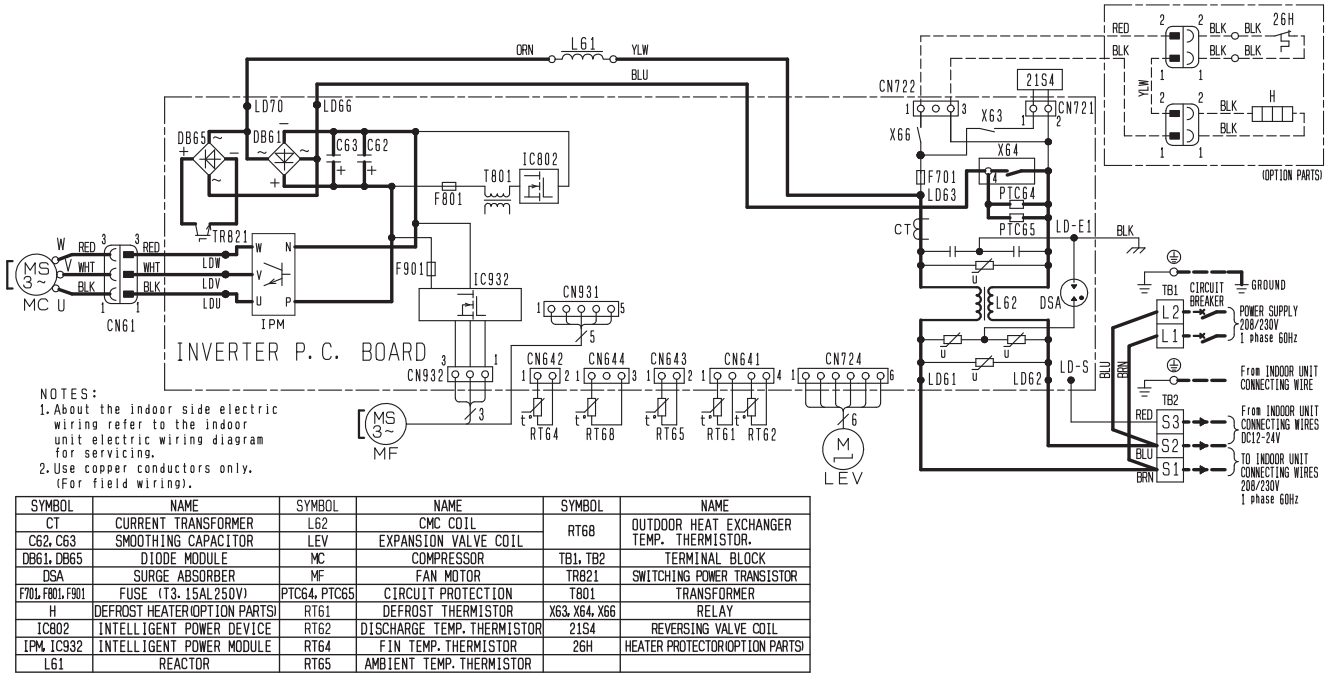 L61
ORN
YLW
BLU
RED
BLK
YLW
2
2
BLK
BLK
26H
BLK
BLK
1
1
2
2
BLK
H
BLK
1
1
(OPTION PARTS)
CN722
21S4
1
3
X63
1
2
CN721
X66
X64
4
F701
LD63
PTC64
PTC65
CT
LD-E1
BLK
LD70
LD66
DB65
DB61
C63
C62
IC802
T801
F801
TR821
W
RED
3
3
RED
V
WHT
WHT
U
BLK
BLK
1
1
MS
3~
MC
CN61
LDW
LDV
LDU
W
N
V
U
P
IPM
F901
IC932
CN931
1
5
5
INVERTER P.C. BOARD
3
1
CN932
3
MS
3~
MF
CN642
1
2
t°
RT64
CN644
1
3
t°
RT68
CN643
1
2
t°
RT65
CN641
1
4
t°
t°
RT61
RT62
CN724
1
6
6
M
LEV
U
L62
DSA
U
U
U
LD61
LD62
LD-S
GROUND
TB1
CIRCUIT
BREAKER
L2
L1
POWER SUPPLY
208/230V
1 phase 60Hz
BLU
BRN
From INDOOR UNIT
CONNECTING WIRE
TB2
RED
S3
From INDOOR UNIT
CONNECTING WIRES
DC12-24V
BLU
S2
BRN
S1
TO INDOOR UNIT
CONNECTING WIRES
208/230V
1 phase 60Hz
NOTES:
1. About the indoor side electric
wiring refer to the indoor
unit electric wiring diagram
for servicing.
2. Use copper conductors only.
(For field wiring).
SYMBOL NAME SYMBOL NAME SYMBOL NAME
CT CURRENT TRANSFORMER L62 CMC COIL RT68 OUTDOOR HEAT EXCHANGER
C62, C63 SMOOTHING CAPACITOR LEV EXPANSION VALVE COIL TEMP. THERMISTOR.
DB61, DB65 DIODE MODULE MC COMPRESSOR TB1, TB2 TERMINAL BLOCK
DSA SURGE ABSORBER MF FAN MOTOR TR821 SWITCHING POWER TRANSISTOR
F701, F801, F901 FUSE (T3. 15AL250V) PTC64, PTC65 CIRCUIT PROTECTION T801 TRANSFORMER
H DEFROST HEATER(OPTION PARTS) RT61 DEFROST THERMISTOR X63, X64, X66 RELAY
IC802 INTELLIGENT POWER DEVICE RT62 DISCHARGE TEMP. THERMISTOR 21S4 REVERSING VALVE COIL
IPM, IC932 INTELLIGENT POWER MODULE RT64 FIN TEMP. THERMISTOR 26H HEATER PROTECTOR(OPTION PARTS)
L61 REACTOR RT65 AMBIENT TEMP. THERMISTOR